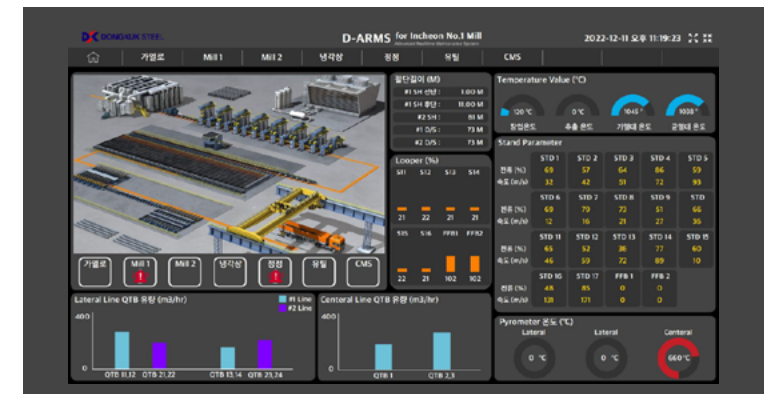 DONGKUK STEEL
D-ARMS for Incheon No.1 Mill
Advanced Realtime Maintenance System
2022-12-11 오후 11:19:23
가열로 Mill 1 Mill 2 냉각상 정정 유틸 CMS
절단길이 (M)
#1 SH 선단 : 1.00 M
#1 SH 후단 : 11.00 M
#2 SH : 81 M
#1 D/S : 73 M
#2 D/S : 73 M
Looper (%)
S11 S12 S13 S14
21 22 21 21
S15 S16 FFB1 FFB2
22 21 102 102
가열로 Mill 1 Mill 2 냉각상 정정 유틸 CMS
Temperature Value (℃)
120 ℃ 0 ℃ 1045 ° 1008 °
장입온도 추출 온도 가열대 온도 균열대 온도
Stand Parameter
STD 1 STD 2 STD 3 STD 4 STD 5
전류 (%) 69 57 64 86 59
속도 (m/s) 32 42 51 72 93
STD 6 STD 7 STD 8 STD 9 STD
전류 (%) 69 79 73 51 66
속도 (m/s) 12 16 21 27 35
STD 11 STD 12 STD 13 STD 14 STD 15
전류 (%) 65 52 36 77 60
속도 (m/s) 46 59 72 89 10
STD 16 STD 17 FFB 1 FFB 2
전류 (%) 48 85 0 0
속도 (m/s) 131 171 0 0
Lateral Line QTB 유량 (m3/hr)
#1 Line
#2 Line
400
0
QTB 11,12 QTB 21,22 QTB 13,14 QTB 23,24
Centeral Line QTB 유량 (m3/hr)
400
0
QTB 1 QTB 2,3
Pyrometer 온도 (℃)
Lateral Lateral Centeral
0 ℃ 0 ℃ 660℃